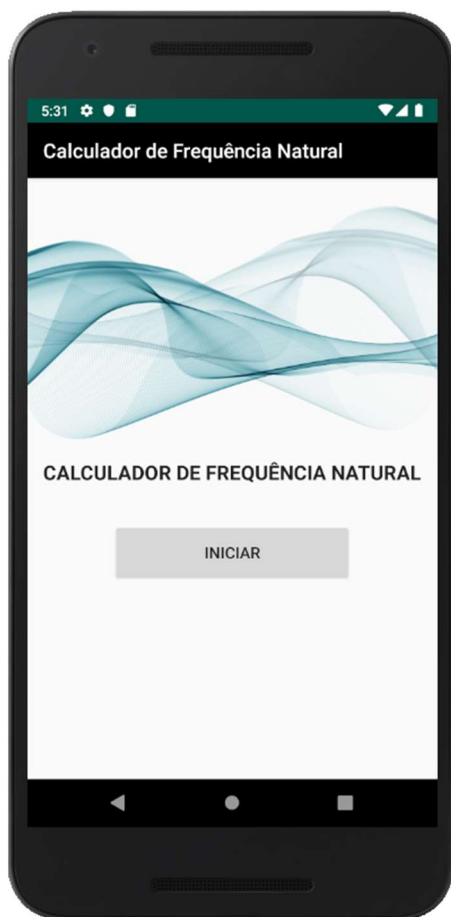 5:31
Calculador de Frequência Natural
CALCULADOR DE FREQUÊNCIA NATURAL
INICIAR